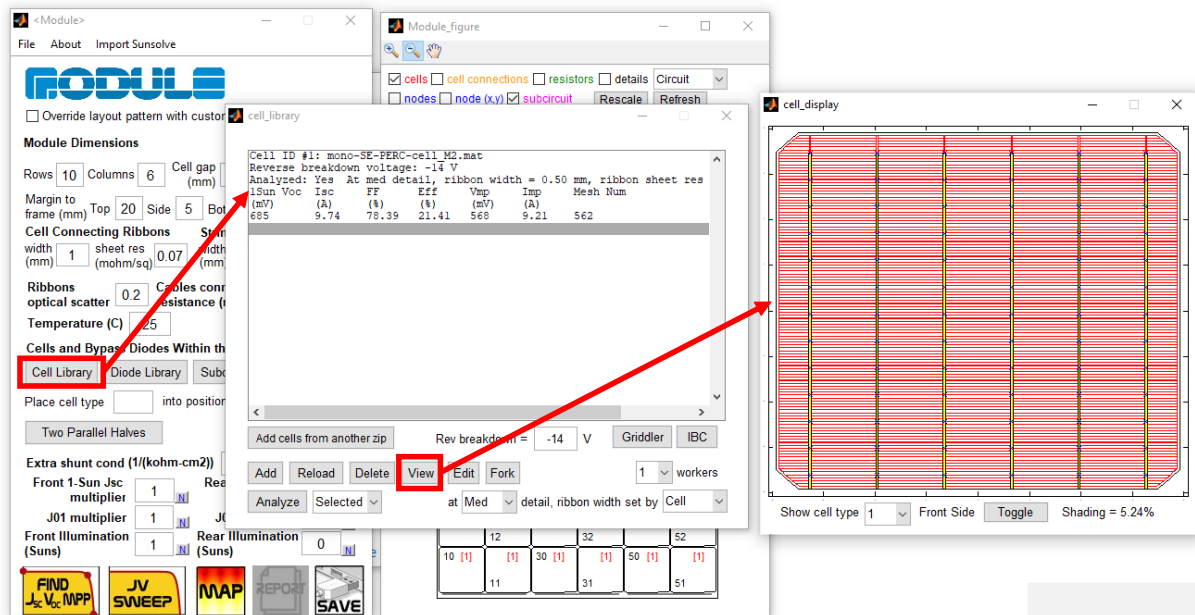 <Module>
File About Import Sunsolve
MODULE
Override layout pattern with custor
Module Dimensions
Rows 10 Columns 6 Cell gap (mm)
Margin to frame (mm) Top 20 Side 5 Bot
Cell Connecting Ribbons
width (mm) 1 sheet res (mohm/sq) 0.07 width (mm)
Ribbons optical scatter 0.2 Cables conn
Temperature (C) 25
Cells and Bypass Diodes Within th
Cell Library Diode Library Subc
Place cell type into position
Two Parallel Halves
Extra shunt cond (1/(kohm-cm2))
Front 1-Sun Jsc multiplier 1 N Rea
J01 multiplier 1 N
Front Illumination (Suns) 1 N Rear Illumination (Suns) 0 N
FIND Jsc Voc MPP JV SWEEP MAP REPORT SAVE
Module_figure
cells cell connections resistors details Circuit
nodes node (x,y) subcircuit Rescale Refresh
12 32 52
10 [1] [1] 30 [1] [1] 50 [1] [1]
11 31 51
cell_library
Cell ID #1: mono-SE-PERC-cell_M2.mat
Reverse breakdown voltage: -14 V
Analyzed: Yes At med detail, ribbon width = 0.50 mm, ribbon sheet res
1Sun Voc Isc FF Eff Vmp Imp Mesh Num
(mV) (A) (%) (%) (mV) (A)
685 9.74 78.39 21.41 568 9.21 562
Add cells from another zip Rev breakdown = -14 V Griddler IBC
Add Reload Delete View Edit Fork 1 workers
Analyze Selected at Med detail, ribbon width set by Cell
cell_display
Show cell type 1 Front Side Toggle Shading = 5.24%